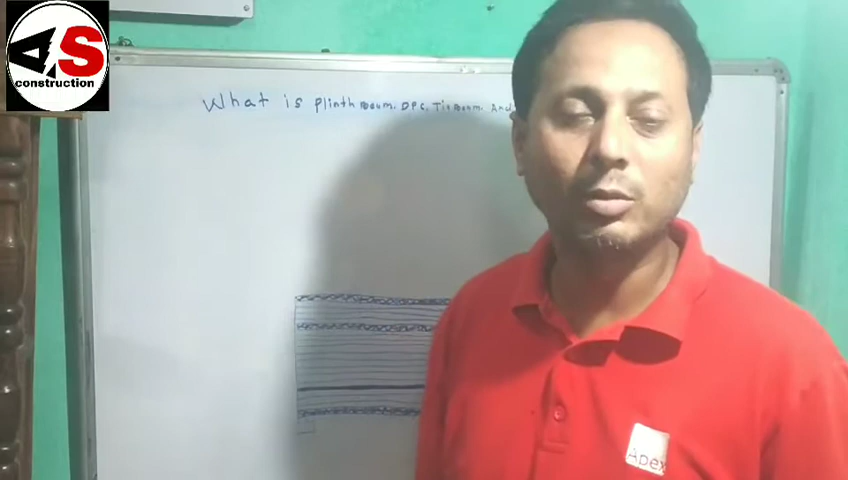 AS
construction
What is Plinth Beam. DPC, Tie Beam. And
Apex